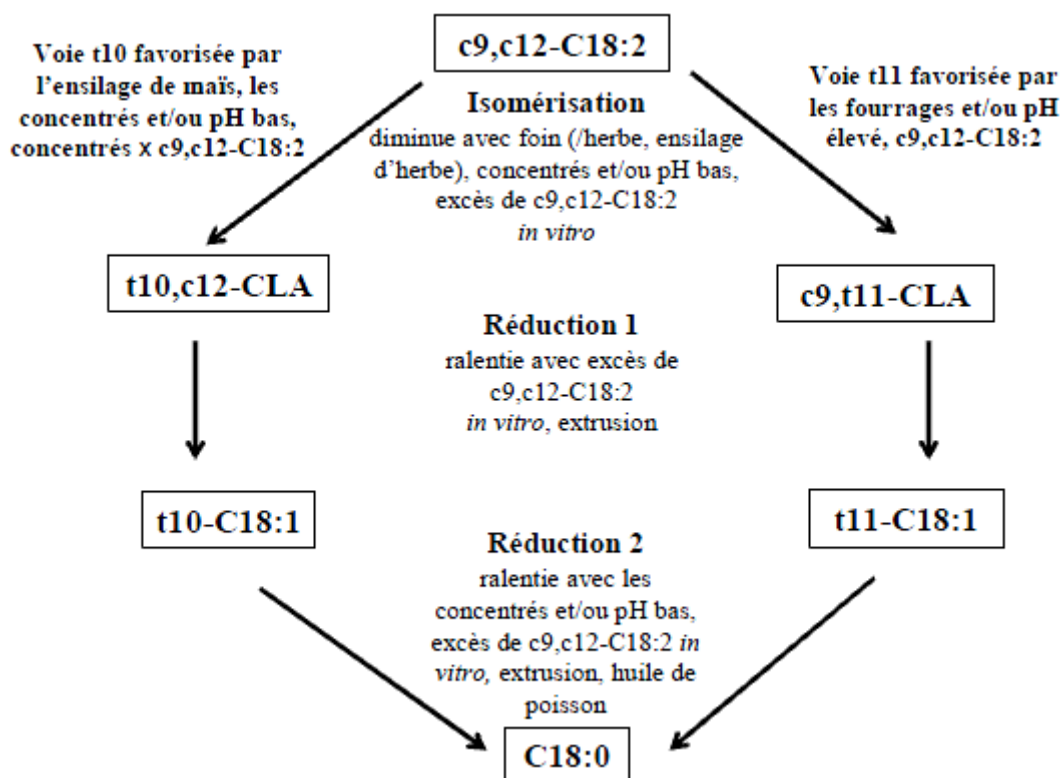 c9,c12-C18:2
Voie t10 favorisée par
l'ensilage de maïs, les
concentrés et/ou pH bas,
concentrés x c9,c12-C18:2
Isomérisation
diminue avec foin (/herbe, ensilage
d'herbe), concentrés et/ou pH bas,
excès de c9,c12-C18:2
in vitro
Voie t11 favorisée par
les fourrages et/ou pH
élevé, c9,c12-C18:2
t10,c12-CLA
c9,t11-CLA
Réduction 1
ralentie avec excès de
c9,c12-C18:2
in vitro, extrusion
t10-C18:1
t11-C18:1
Réduction 2
ralentie avec les
concentrés et/ou pH bas,
excès de c9,c12-C18:2 in
vitro, extrusion, huile de
poisson
C18:0